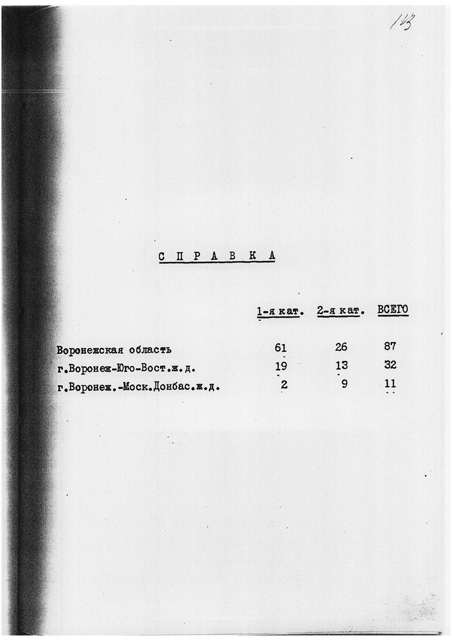 113
С П Р А В К А
1-я кат. 2-я кат. ВСЕГО
Воронежская область 61 26 87
г.Воронеж-Юго-Вост.ж.д. 19 13 32
г.Воронеж.-Моск.Донбас.ж.д. 2 9 11